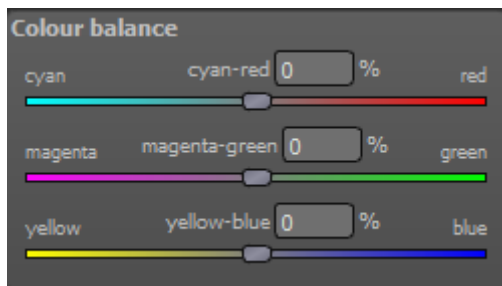 Colour balance
cyan cyan-red 0 % red
magenta magenta-green 0 % green
yellow yellow-blue 0 % blue